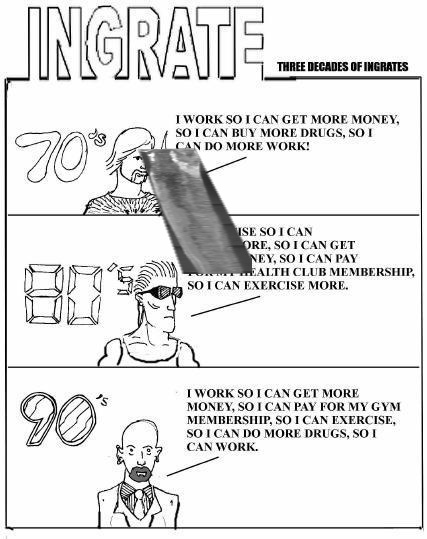 INGRATE
THREE DECADES OF INGRATES
70's
I WORK SO I CAN GET MORE MONEY,
SO I CAN BUY MORE DRUGS, SO I
CAN DO MORE WORK!
80's
SO I CAN
SO I CAN GET
SO I CAN PAY
HEALTH CLUB MEMBERSHIP,
SO I CAN EXERCISE MORE.
90's
I WORK SO I CAN GET MORE
MONEY, SO I CAN PAY FOR MY GYM
MEMBERSHIP, SO I CAN EXERCISE,
SO I CAN DO MORE DRUGS, SO I
CAN WORK.